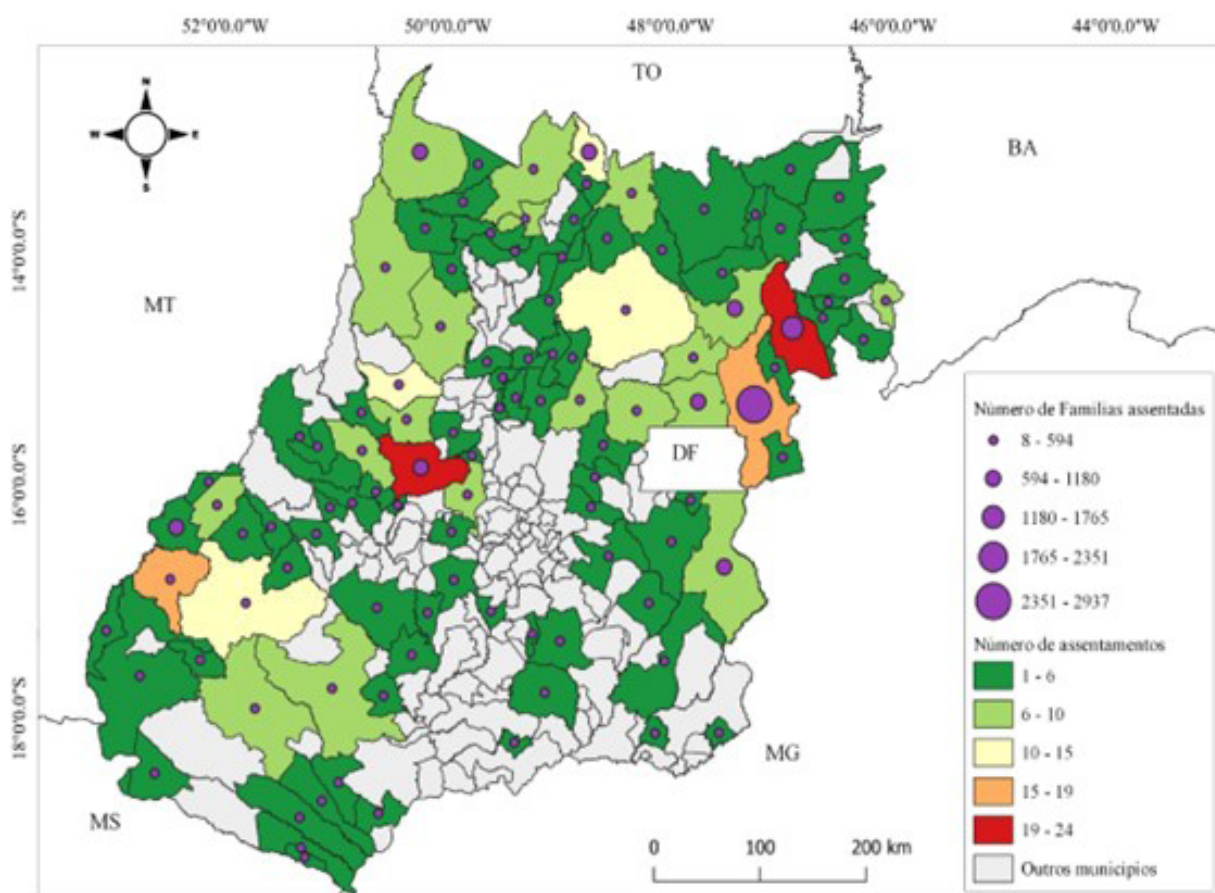 52°0'0.0"W 50°0'0.0"W 48°0'0.0"W 46°0'0.0"W 44°0'0.0"W
TO
N
W E
S
BA
14°0'0.0"S
MT
DF
16°0'0.0"S
18°0'0.0"S
MG
MS
0 100 200 km
Número de Famílias assentadas
8 - 594
594 - 1180
1180 - 1765
1765 - 2351
2351 - 2937
Número de assentamentos
1 - 6
6 - 10
10 - 15
15 - 19
19 - 24
Outros municípios